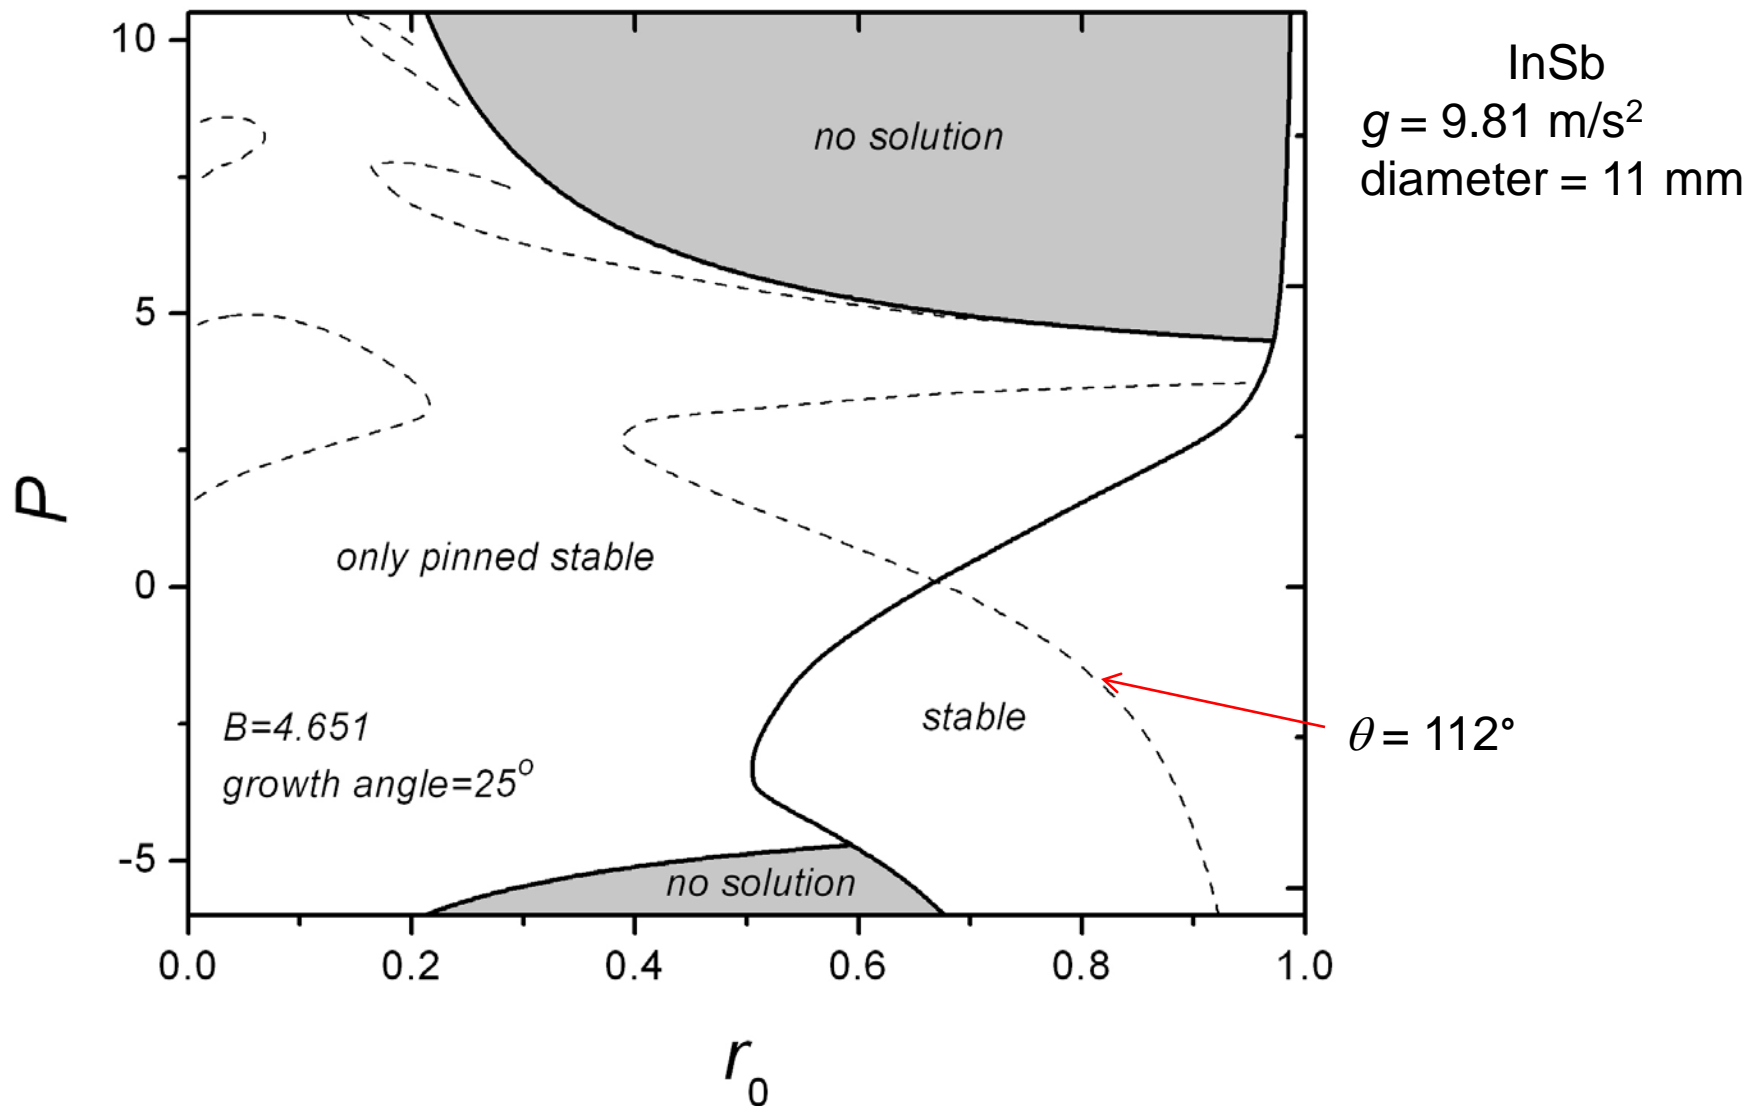 10
5
0
-5
P
0.0 0.2 0.4 0.6 0.8 1.0
r₀
no solution
only pinned stable
stable
B=4.651
growth angle=25°
no solution
InSb
g = 9.81 m/s²
diameter = 11 mm
θ = 112°